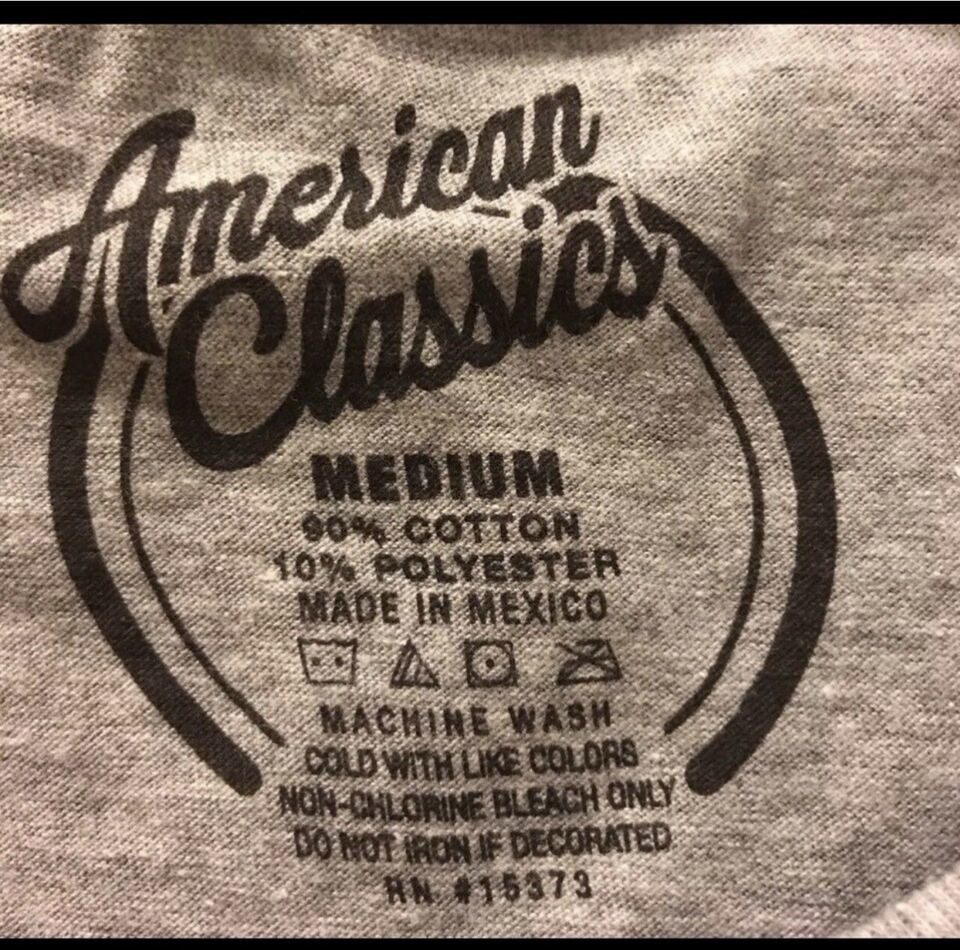 American
Classics
MEDIUM
90% COTTON
10% POLYESTER
MADE IN MEXICO
MACHINE WASH
COLD WITH LIKE COLORS
NON-CHLORINE BLEACH ONLY
DO NOT IRON IF DECORATED
RN #15373